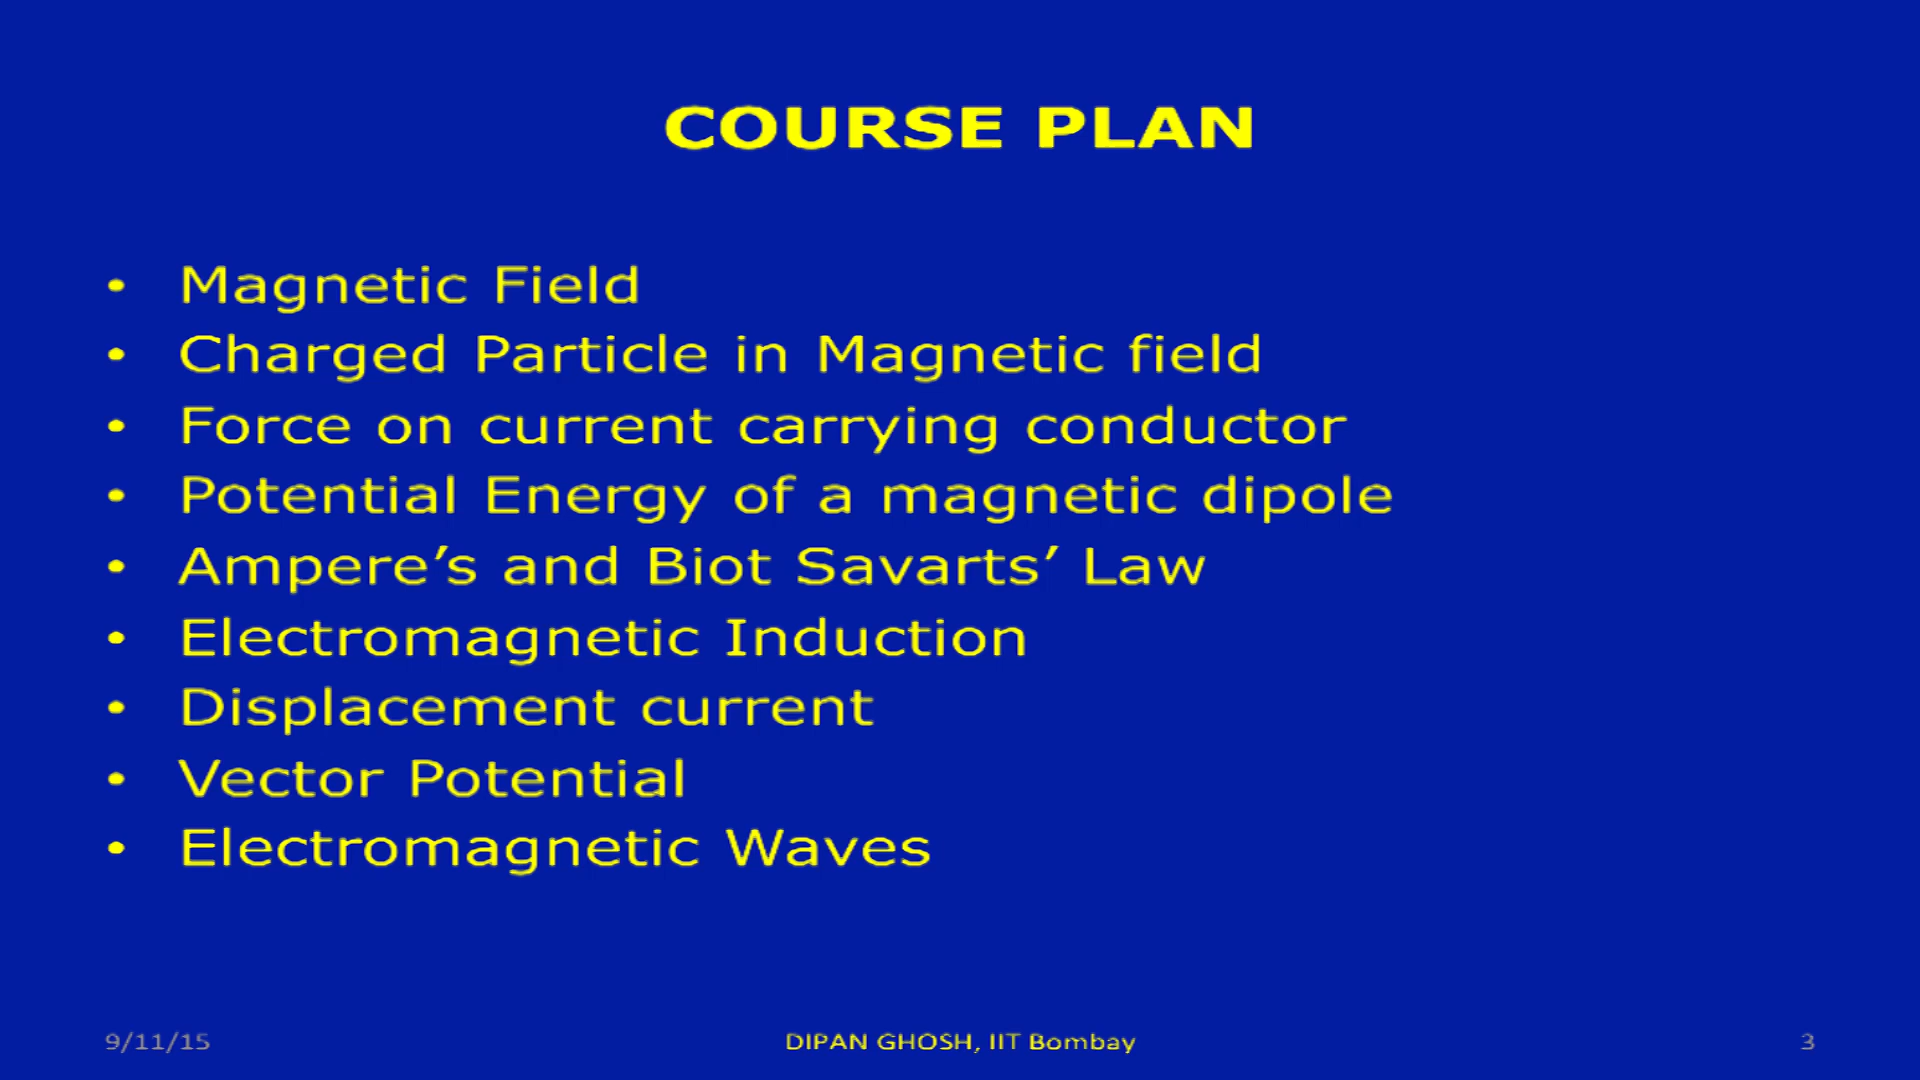 COURSE PLAN
• Magnetic Field
• Charged Particle in Magnetic field
• Force on current carrying conductor
• Potential Energy of a magnetic dipole
• Ampere’s and Biot Savarts’ Law
• Electromagnetic Induction
• Displacement current
• Vector Potential
• Electromagnetic Waves
9/11/15
DIPAN GHOSH, IIT Bombay
3